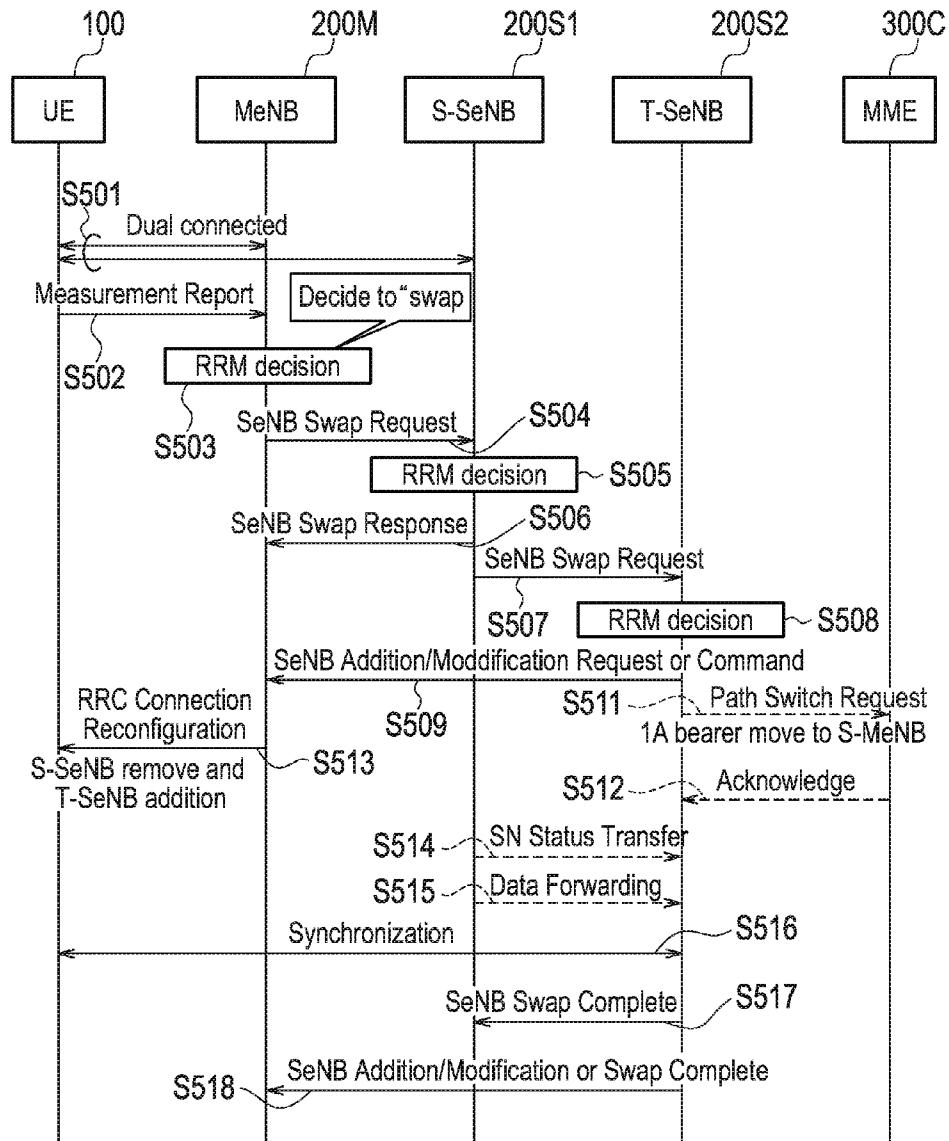 100
200M
200S1
200S2
300C
UE
MeNB
S-SeNB
T-SeNB
MME
S501
Dual connected
Measurement Report
S502
Decide to “swap
RRM decision
S503
SeNB Swap Request
S504
RRM decision
S505
SeNB Swap Response
S506
SeNB Swap Request
S507
RRM decision
S508
SeNB Addition/Moddification Request or Command
S509
S511
Path Switch Request
1A bearer move to S-MeNB
RRC Connection
Reconfiguration
S513
S-SeNB remove and
T-SeNB addition
S512
Acknowledge
S514
SN Status Transfer
S515
Data Forwarding
Synchronization
S516
SeNB Swap Complete
S517
SeNB Addition/Modification or Swap Complete
S518